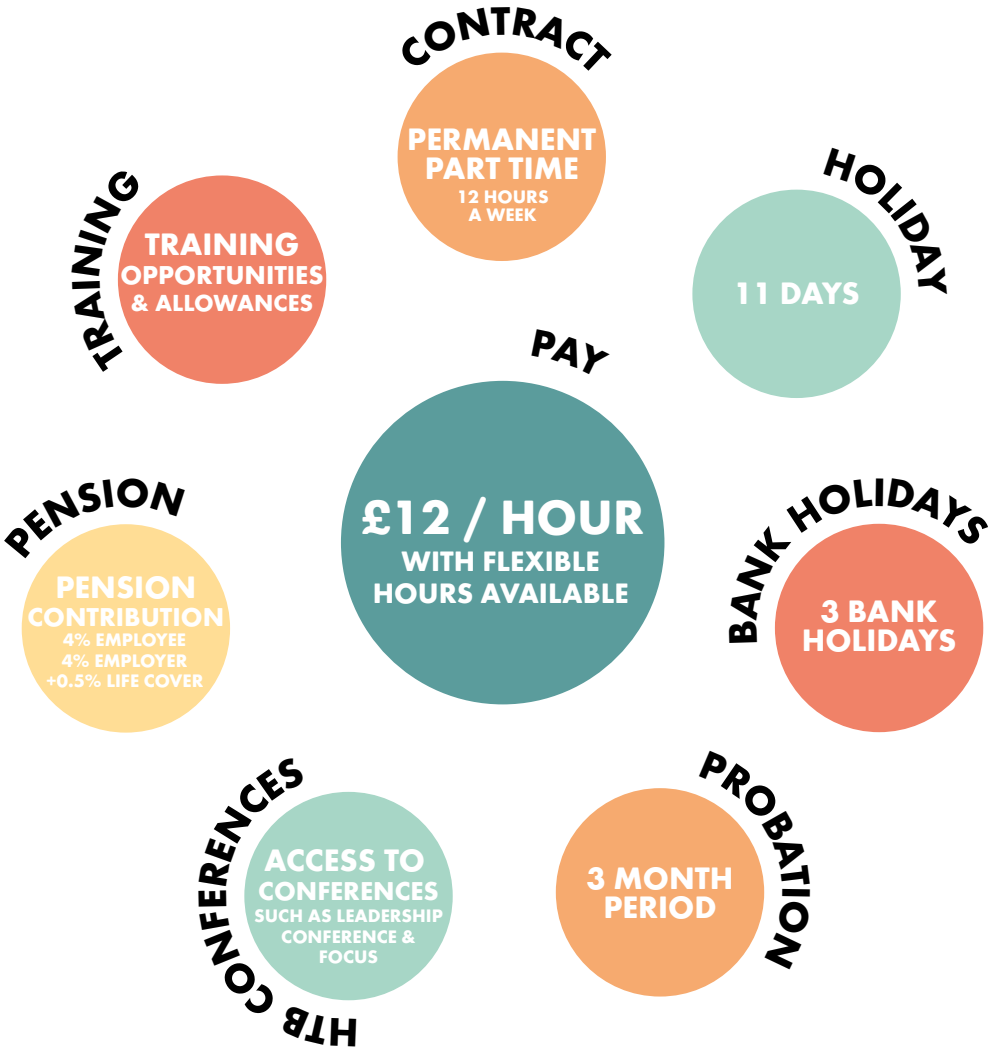 CONTRACT
PERMANENT
PART TIME
12 HOURS
A WEEK
HOLIDAY
11 DAYS
TRAINING
TRAINING
OPPORTUNITIES
& ALLOWANCES
PAY
£12 / HOUR
WITH FLEXIBLE
HOURS AVAILABLE
PENSION
PENSION
CONTRIBUTION
4% EMPLOYEE
4% EMPLOYER
+0.5% LIFE COVER
BANK HOLIDAYS
3 BANK
HOLIDAYS
HTB CONFERENCES
ACCESS TO
CONFERENCES
SUCH AS LEADERSHIP
CONFERENCE &
FOCUS
PROBATION
3 MONTH
PERIOD